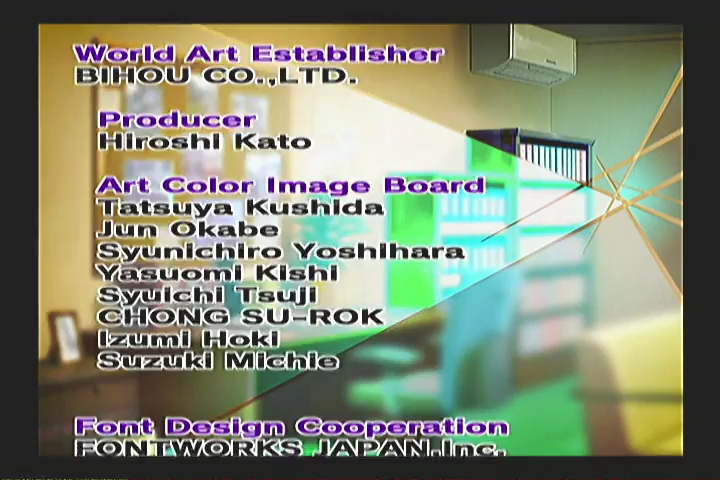 World Art Establisher
BIHOU CO.,LTD.
Producer
Hiroshi Kato
Art Color Image Board
Tatsuya Kushida
Jun Okabe
Syunichiro Yoshihara
Yasuomi Kishi
Syuichi Tsuji
CHONG SU-ROK
Izumi Hoki
Suzuki Michie
Font Design Cooperation
FONTWORKS JAPAN,Inc.